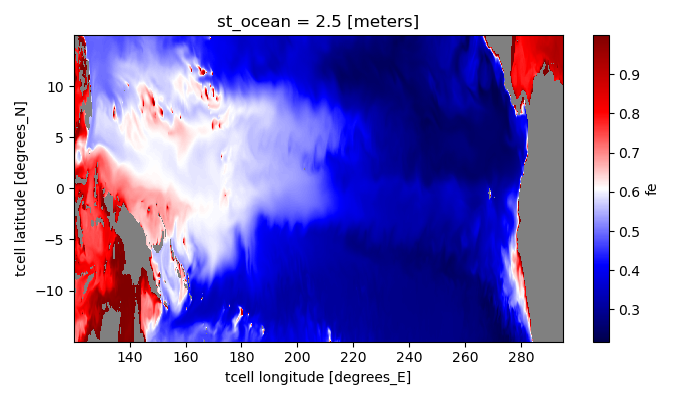 st_ocean = 2.5 [meters]
10
5
0
−5
−10
tcell latitude [degrees_N]
140 160 180 200 220 240 260 280
tcell longitude [degrees_E]
0.9
0.8
0.7
0.6
0.5
0.4
0.3
fe